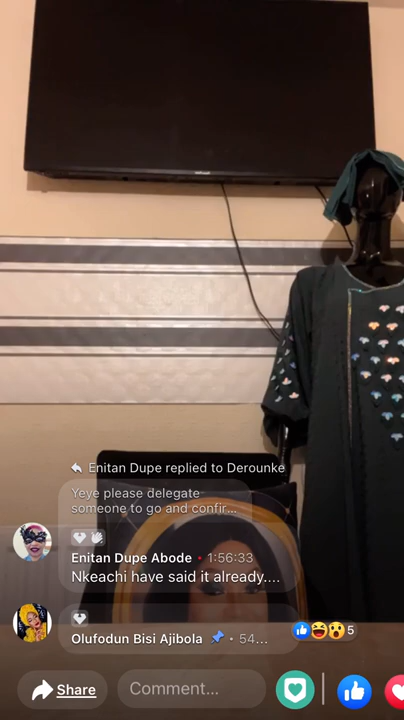 Enitan Dupe replied to Derounke
Yeye please delegate
someone to go and confir...
Enitan Dupe Abode • 1:56:33
Nkeachi have said it already....
Olufodun Bisi Ajibola • 54...
5
Share
Comment...